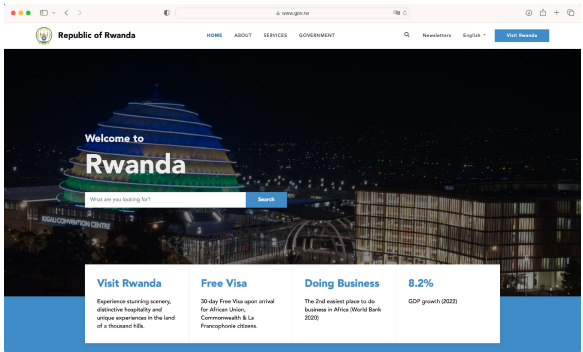 www.gov.rw
Republic of Rwanda
HOME ABOUT SERVICES GOVERNMENT
Newsletters English
Visit Rwanda
Welcome to
Rwanda
What are you looking for?
Search
KIGALI CONVENTION CENTRE
Visit Rwanda
Experience stunning scenery,
distinctive hospitality and
unique experiences in the land
of a thousand hills.
Free Visa
30-day Free Visa upon arrival
for African Union,
Commonwealth & La
Francophonie citizens.
Doing Business
The 2nd easiest place to do
business in Africa (World Bank
2020)
8.2%
GDP growth (2022)